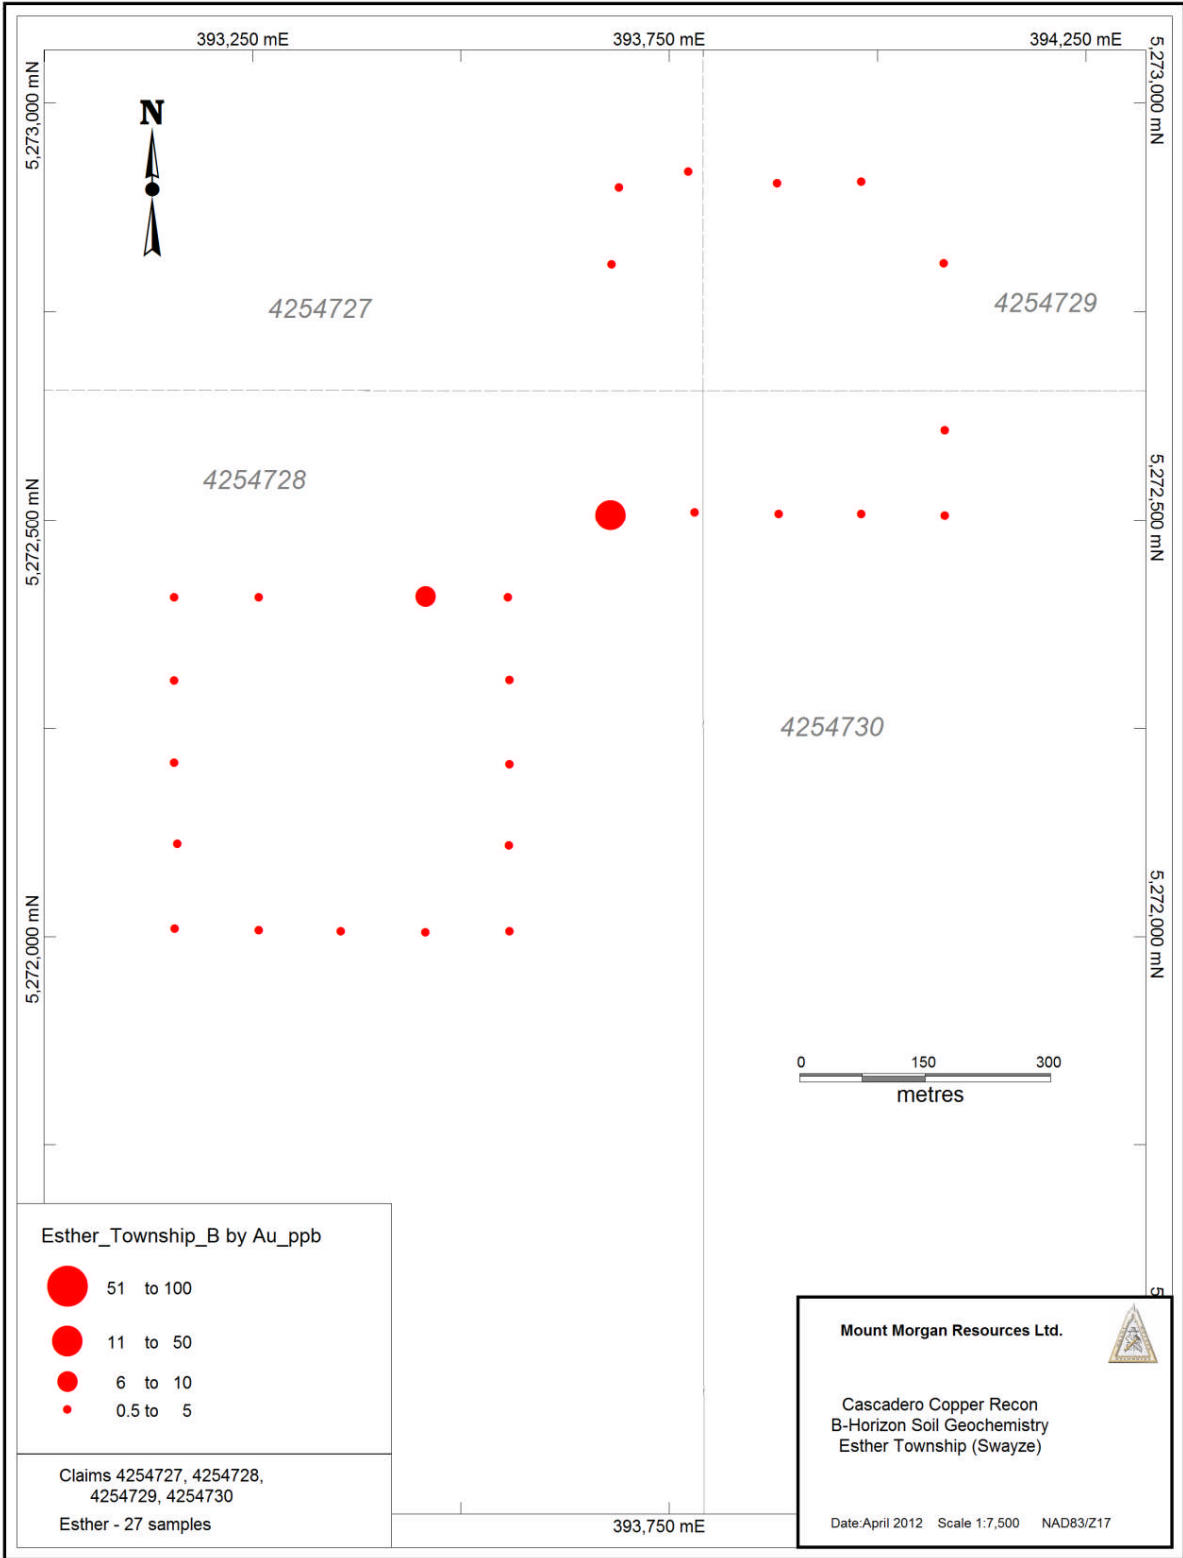 393,250 mE
393,750 mE
394,250 mE
5,273,000 mN
5,273,000 mN
N
4254727
4254729
4254728
5,272,500 mN
5,272,500 mN
4254730
5,272,000 mN
5,272,000 mN
0 150 300
metres
Esther_Township_B by Au_ppb
51 to 100
11 to 50
6 to 10
0.5 to 5
Claims 4254727, 4254728,
4254729, 4254730
Esther - 27 samples
393,750 mE
5
Mount Morgan Resources Ltd.
Cascadero Copper Recon
B-Horizon Soil Geochemistry
Esther Township (Swayze)
Date:April 2012 Scale 1:7,500 NAD83/Z17